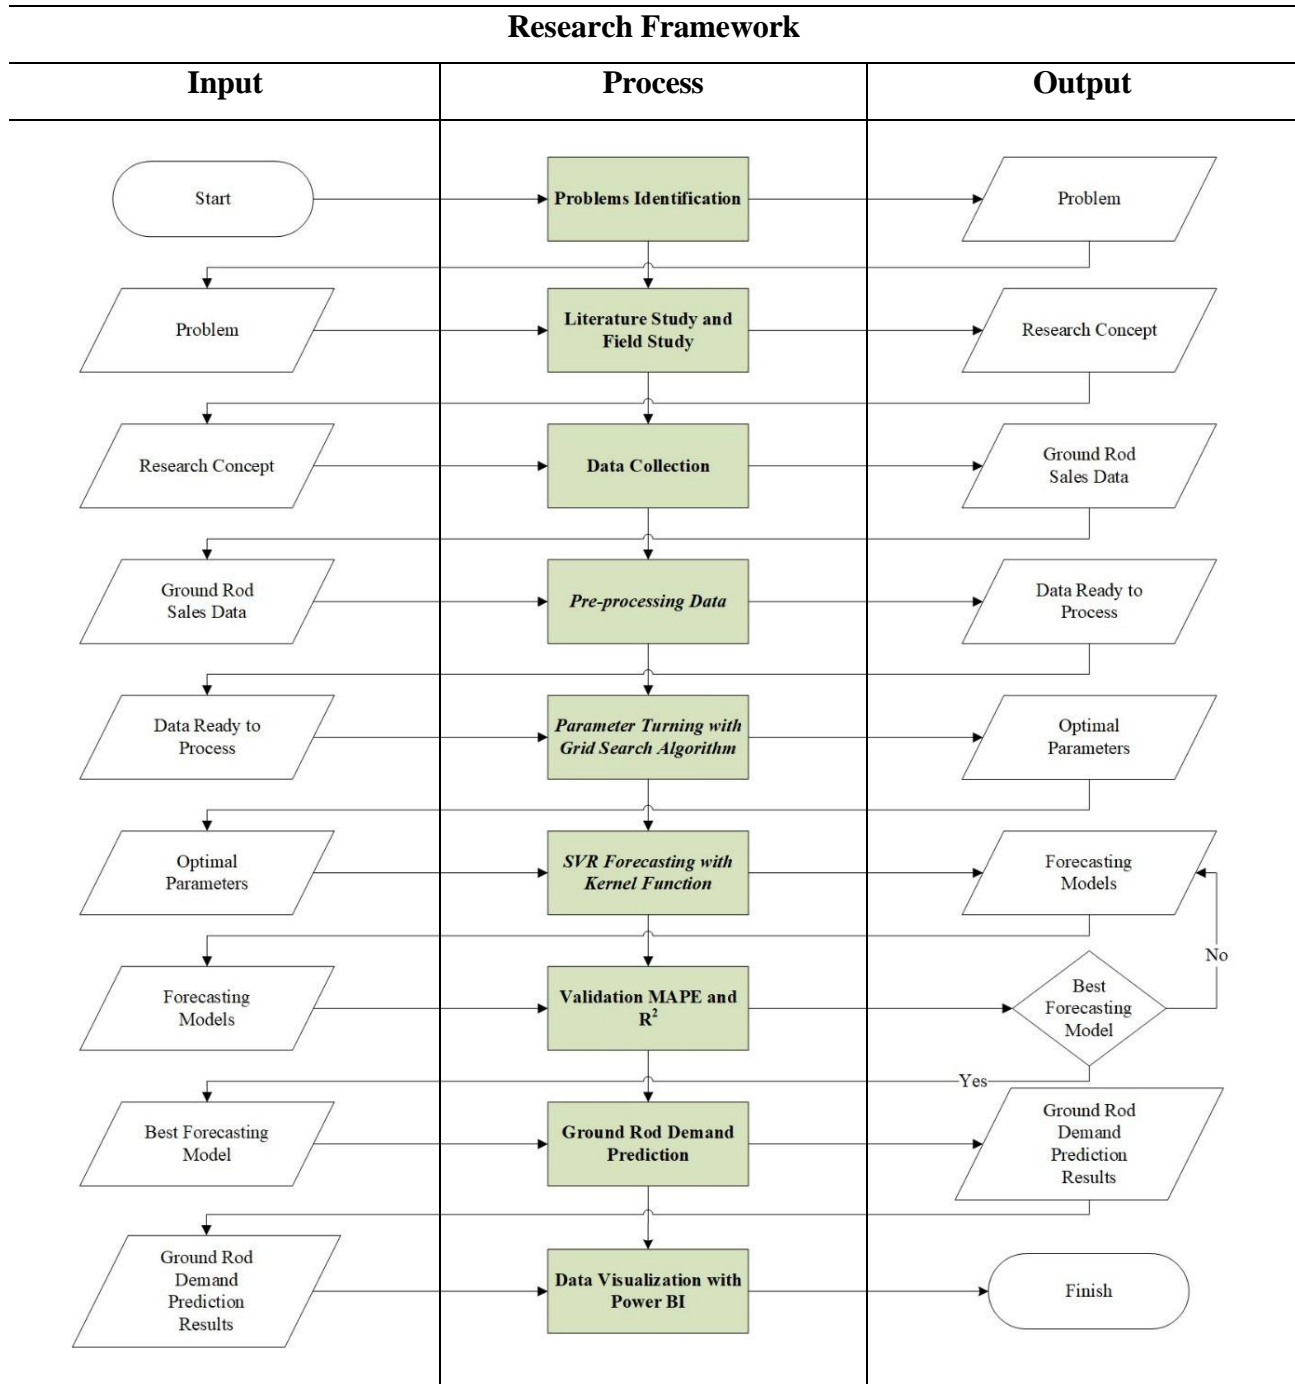 Research Framework
Input
Process
Output
Start
Problems Identification
Problem
Problem
Literature Study and
Field Study
Research Concept
Research Concept
Data Collection
Ground Rod
Sales Data
Ground Rod
Sales Data
Pre-processing Data
Data Ready to
Process
Data Ready to
Process
Parameter Turning with
Grid Search Algorithm
Optimal
Parameters
Optimal
Parameters
SVR Forecasting with
Kernel Function
Forecasting
Models
No
Forecasting
Models
Validation MAPE and
R²
Best
Forecasting
Model
Yes
Best Forecasting
Model
Ground Rod Demand
Prediction
Ground Rod
Demand
Prediction
Results
Ground Rod
Demand
Prediction
Results
Data Visualization with
Power BI
Finish